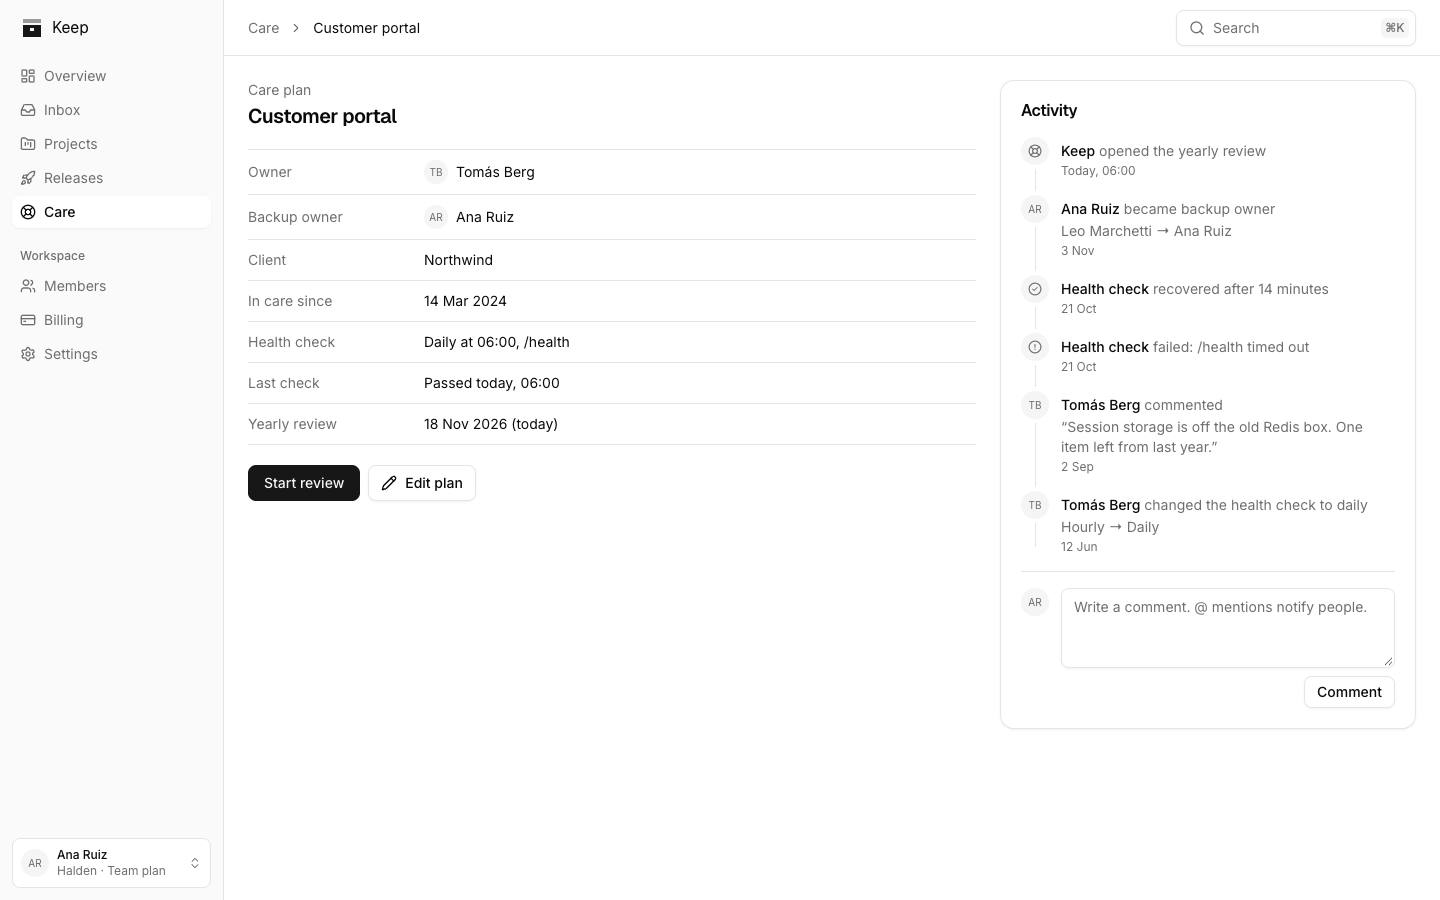 Keep
Overview
Inbox
Projects
Releases
Care
Workspace
Members
Billing
Settings
AR
Ana Ruiz
Halden · Team plan
Care > Customer portal
Search ⌘K
Care plan
Customer portal
Owner TB Tomás Berg
Backup owner AR Ana Ruiz
Client Northwind
In care since 14 Mar 2024
Health check Daily at 06:00, /health
Last check Passed today, 06:00
Yearly review 18 Nov 2026 (today)
Start review Edit plan
Activity
Keep opened the yearly review
Today, 06:00
AR Ana Ruiz became backup owner
Leo Marchetti → Ana Ruiz
3 Nov
Health check recovered after 14 minutes
21 Oct
Health check failed: /health timed out
21 Oct
TB Tomás Berg commented
“Session storage is off the old Redis box. One
item left from last year.”
2 Sep
TB Tomás Berg changed the health check to daily
Hourly → Daily
12 Jun
AR Write a comment. @ mentions notify people.
Comment